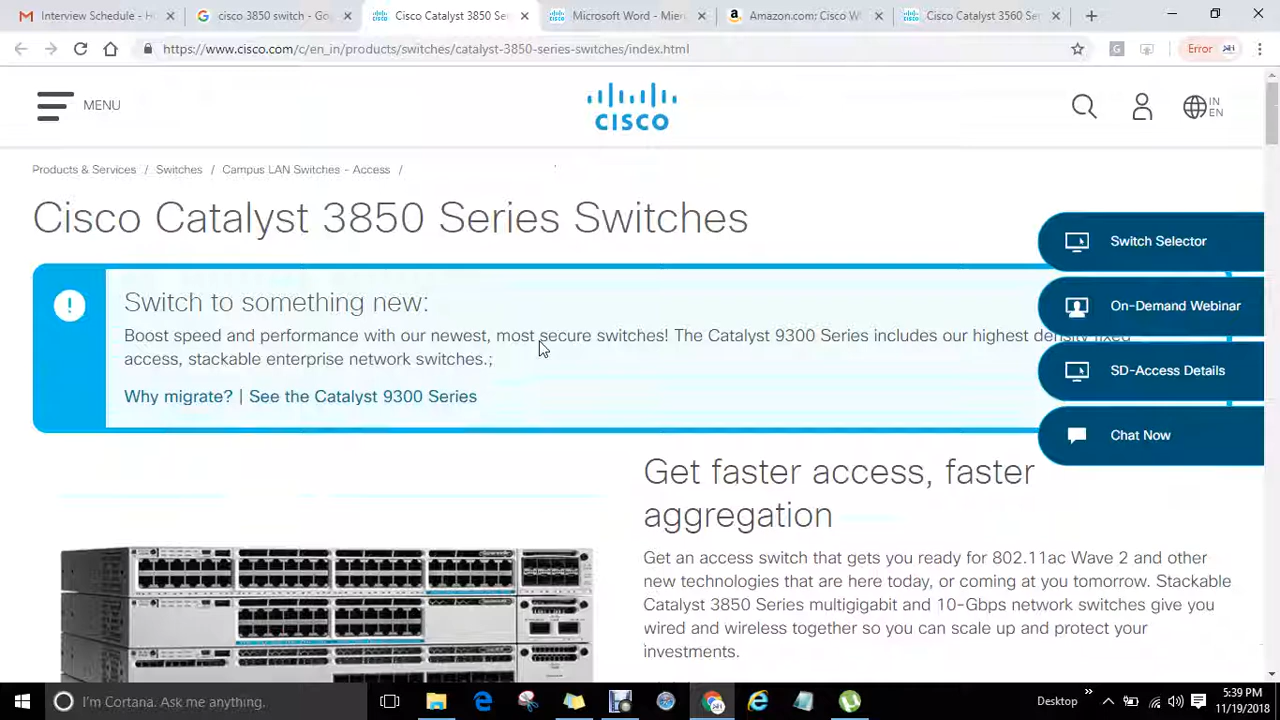 Interview Schedule - H
cisco 3850 switch - Go
Cisco Catalyst 3850 Se
Microsoft Word - Mic
Amazon.com: Cisco W
Cisco Catalyst 3560 Se
https://www.cisco.com/c/en_in/products/switches/catalyst-3850-series-switches/index.html
Error
MENU
CISCO
IN
EN
Products & Services / Switches / Campus LAN Switches - Access /
Cisco Catalyst 3850 Series Switches
Switch Selector
On-Demand Webinar
SD-Access Details
Chat Now
Switch to something new:
Boost speed and performance with our newest, most secure switches! The Catalyst 9300 Series includes our highest density fixed
access, stackable enterprise network switches.;
Why migrate? | See the Catalyst 9300 Series
Get faster access, faster
aggregation
Get an access switch that gets you ready for 802.11ac Wave 2 and other
new technologies that are here today, or coming at you tomorrow. Stackable
Catalyst 3850 Series multigigabit and 10-Gbps network switches give you
wired and wireless together so you can scale up and protect your
investments.
I'm Cortana. Ask me anything.
Desktop
5:39 PM
11/19/2018